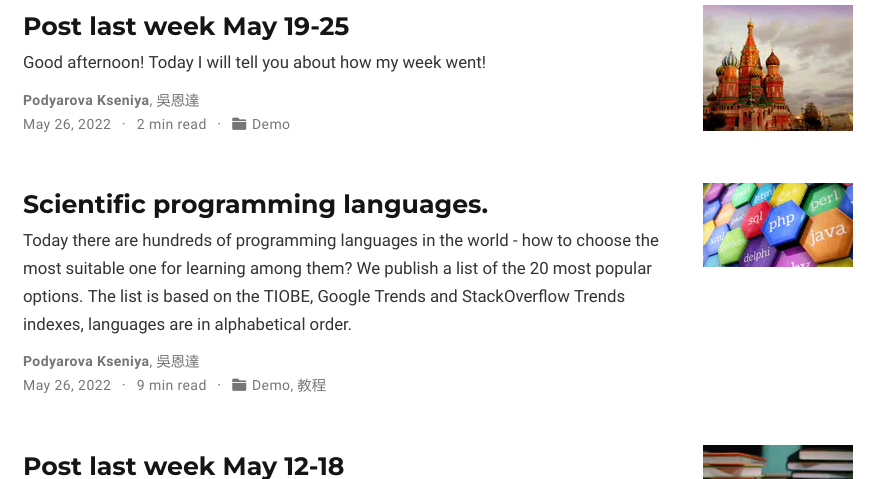 Post last week May 19-25
Good afternoon! Today I will tell you about how my week went!
Podyarova Kseniya, 吳恩達
May 26, 2022 · 2 min read · Demo
Scientific programming languages.
Today there are hundreds of programming languages in the world - how to choose the
most suitable one for learning among them? We publish a list of the 20 most popular
options. The list is based on the TIOBE, Google Trends and StackOverflow Trends
indexes, languages are in alphabetical order.
perl
sql
php
java
delphi
Podyarova Kseniya, 吳恩達
May 26, 2022 · 9 min read · Demo, 教程
Post last week May 12-18